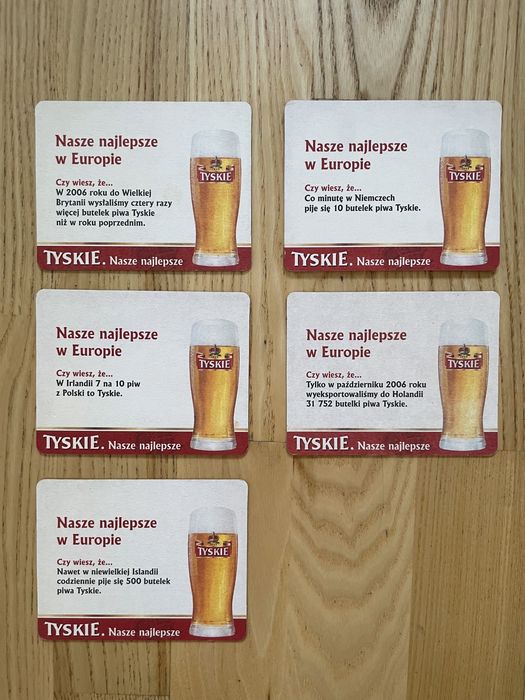 Nasze najlepsze
w Europie
Czy wiesz, że...
W 2006 roku do Wielkiej
Brytanii wysłaliśmy cztery razy
więcej butelek piwa Tyskie
niż w roku poprzednim.
TYSKIE
TYSKIE. Nasze najlepsze
Nasze najlepsze
w Europie
Czy wiesz, że...
Co minutę w Niemczech
pije się 10 butelek piwa Tyskie.
TYSKIE
TYSKIE. Nasze najlepsze
Nasze najlepsze
w Europie
Czy wiesz, że...
W Irlandii 7 na 10 piw
z Polski to Tyskie.
TYSKIE
TYSKIE. Nasze najlepsze
Nasze najlepsze
w Europie
Czy wiesz, że...
Tylko w październiku 2006 roku
wyeksportowaliśmy do Holandii
31 752 butelki piwa Tyskie.
TYSKIE
TYSKIE. Nasze najlepsze
Nasze najlepsze
w Europie
Czy wiesz, że...
Nawet w niewielkiej Islandii
codziennie pije się 500 butelek
piwa Tyskie.
TYSKIE
TYSKIE. Nasze najlepsze